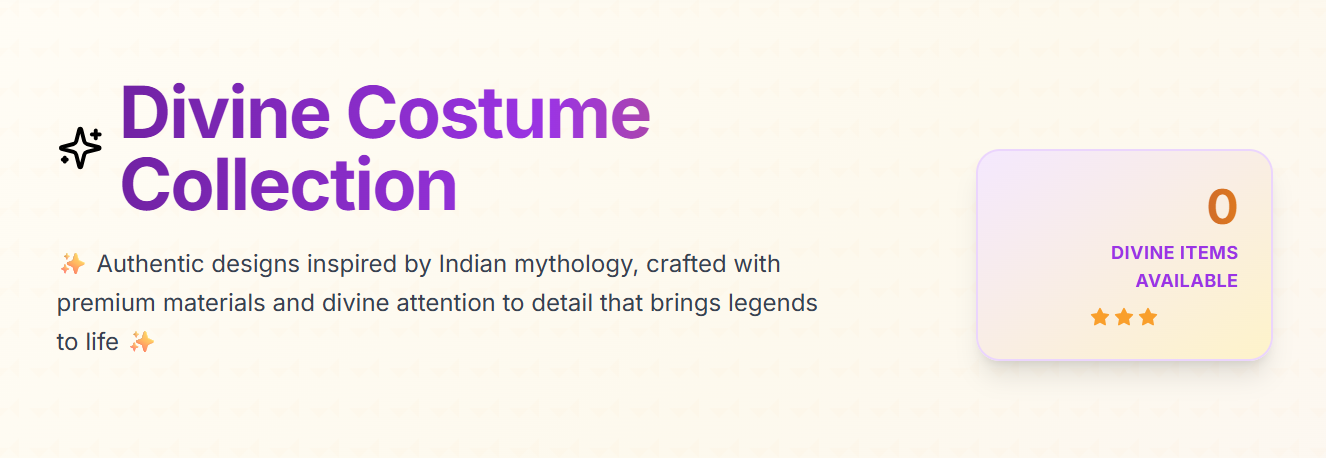 Divine Costume
Collection
✨ Authentic designs inspired by Indian mythology, crafted with
premium materials and divine attention to detail that brings legends
to life ✨
0
DIVINE ITEMS
AVAILABLE